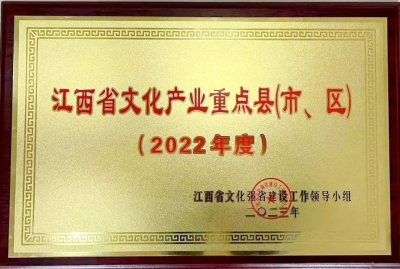 江西省文化产业重点县(市、区)
(2022年度)
江西省文化强省建设工作领导小组
二〇二三年